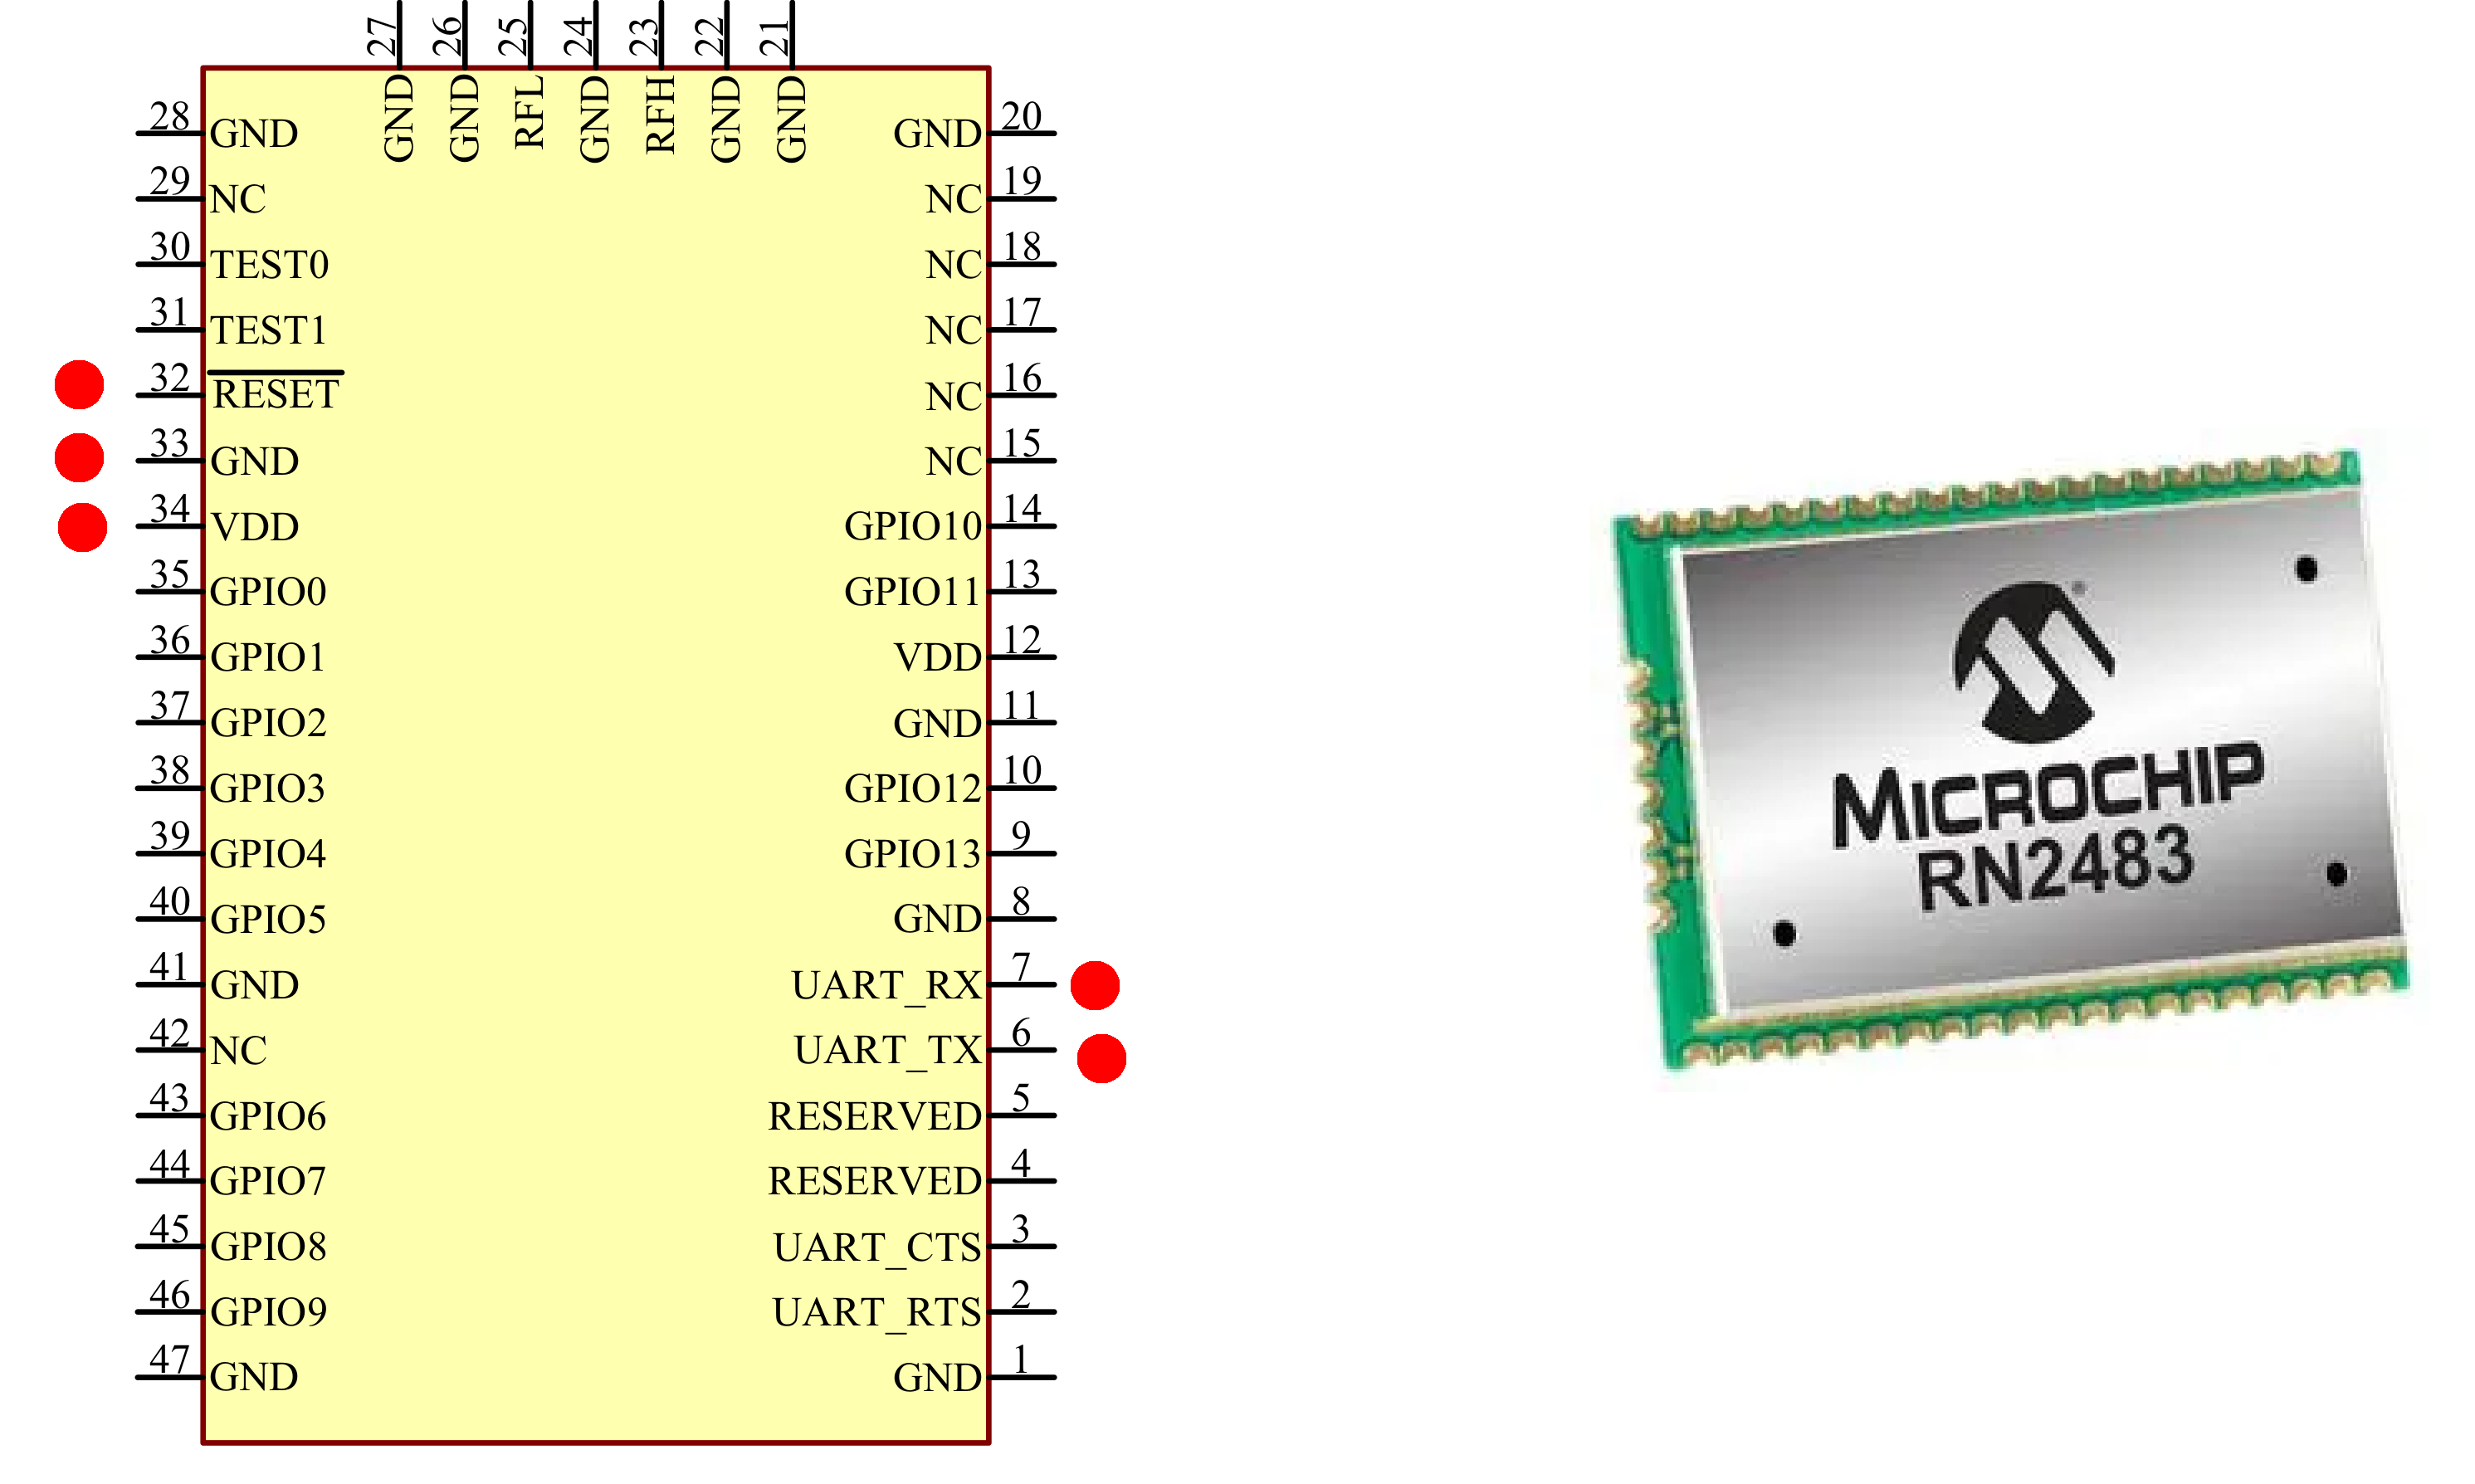 27 26 25 24 23 22 21
GND GND RFL GND RFH GND GND
28 GND GND 20
29 NC NC 19
30 TEST0 NC 18
31 TEST1 NC 17
32 RESET NC 16
33 GND NC 15
34 VDD GPIO10 14
35 GPIO0 GPIO11 13
36 GPIO1 VDD 12
37 GPIO2 GND 11
38 GPIO3 GPIO12 10
39 GPIO4 GPIO13 9
40 GPIO5 GND 8
41 GND UART_RX 7
42 NC UART_TX 6
43 GPIO6 RESERVED 5
44 GPIO7 RESERVED 4
45 GPIO8 UART_CTS 3
46 GPIO9 UART_RTS 2
47 GND GND 1
MICROCHIP
RN2483